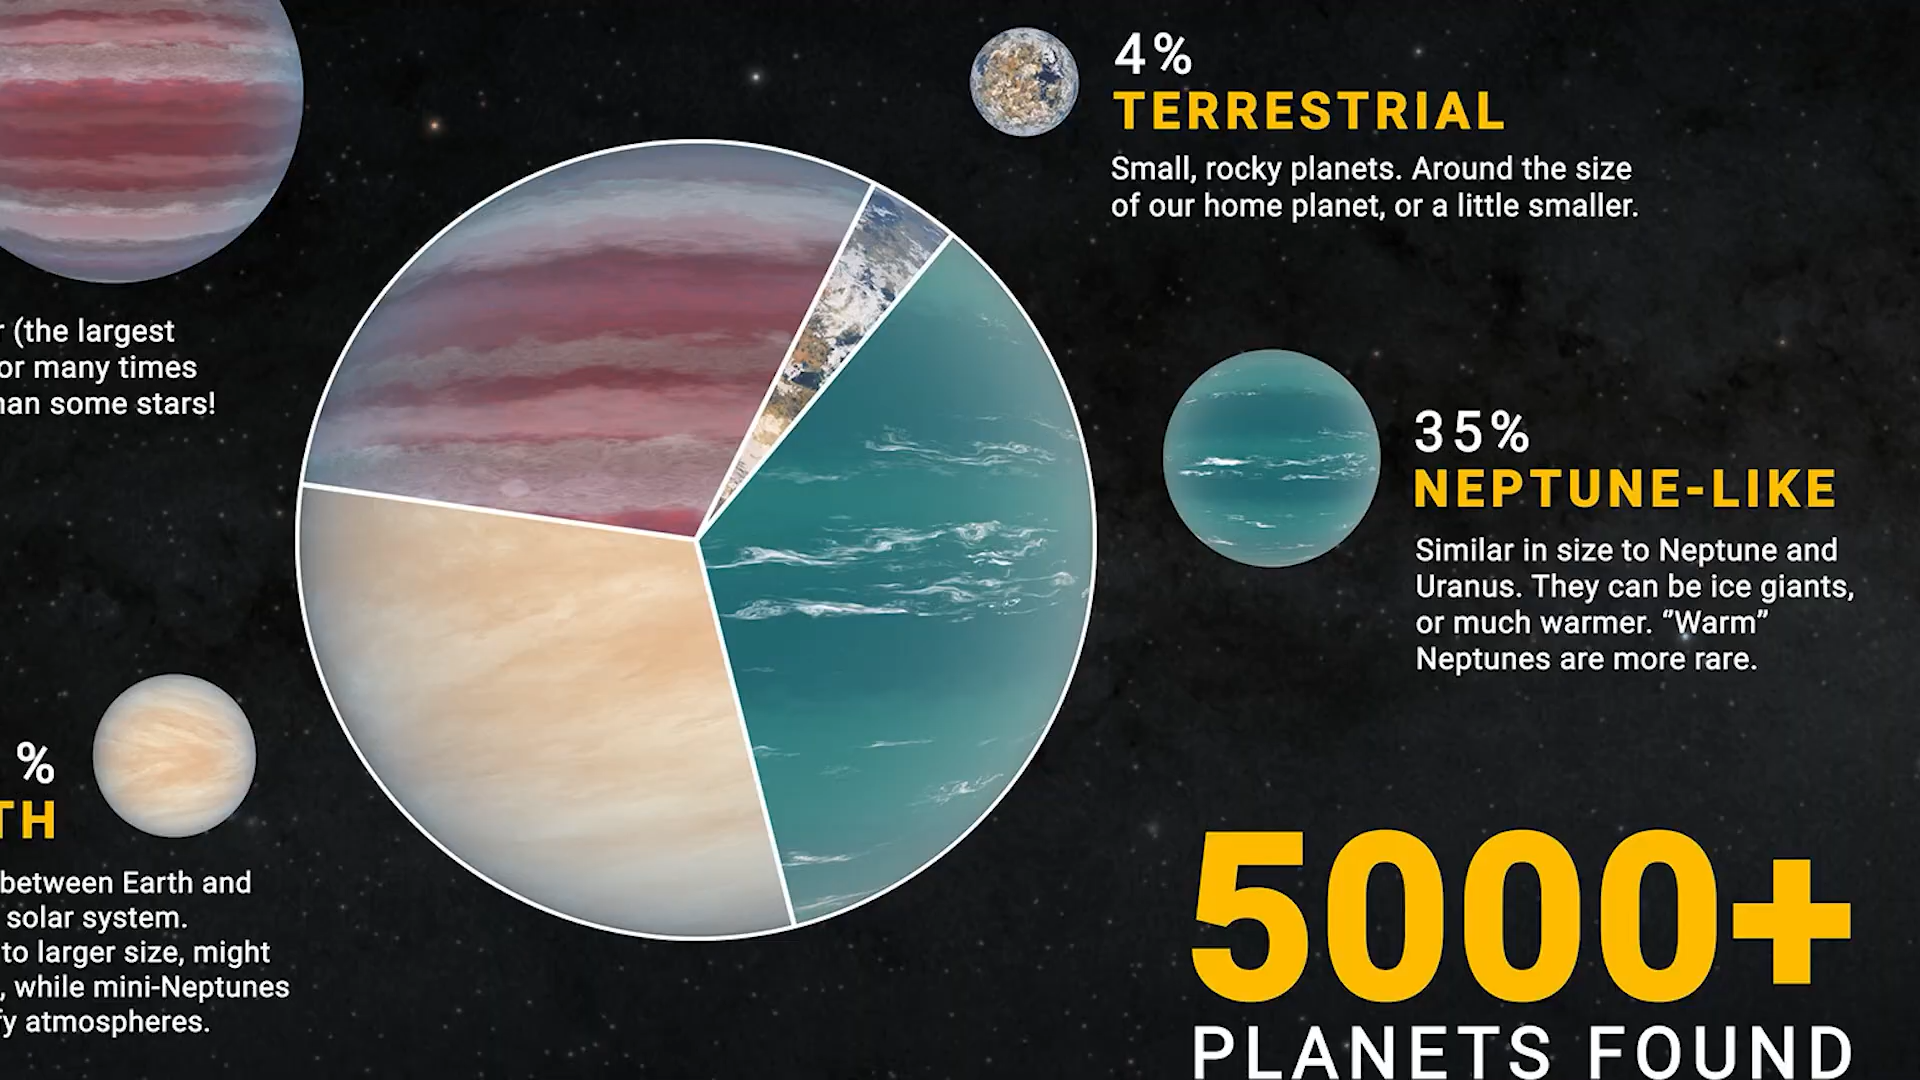 4%
TERRESTRIAL
Small, rocky planets. Around the size
of our home planet, or a little smaller.
(the largest
or many times
some stars!
35%
NEPTUNE-LIKE
Similar in size to Neptune and
Uranus. They can be ice giants,
or much warmer. "Warm"
Neptunes are more rare.
%
TH
between Earth and
solar system.
to larger size, might
, while mini-Neptunes
atmospheres.
5000+
PLANETS FOUND